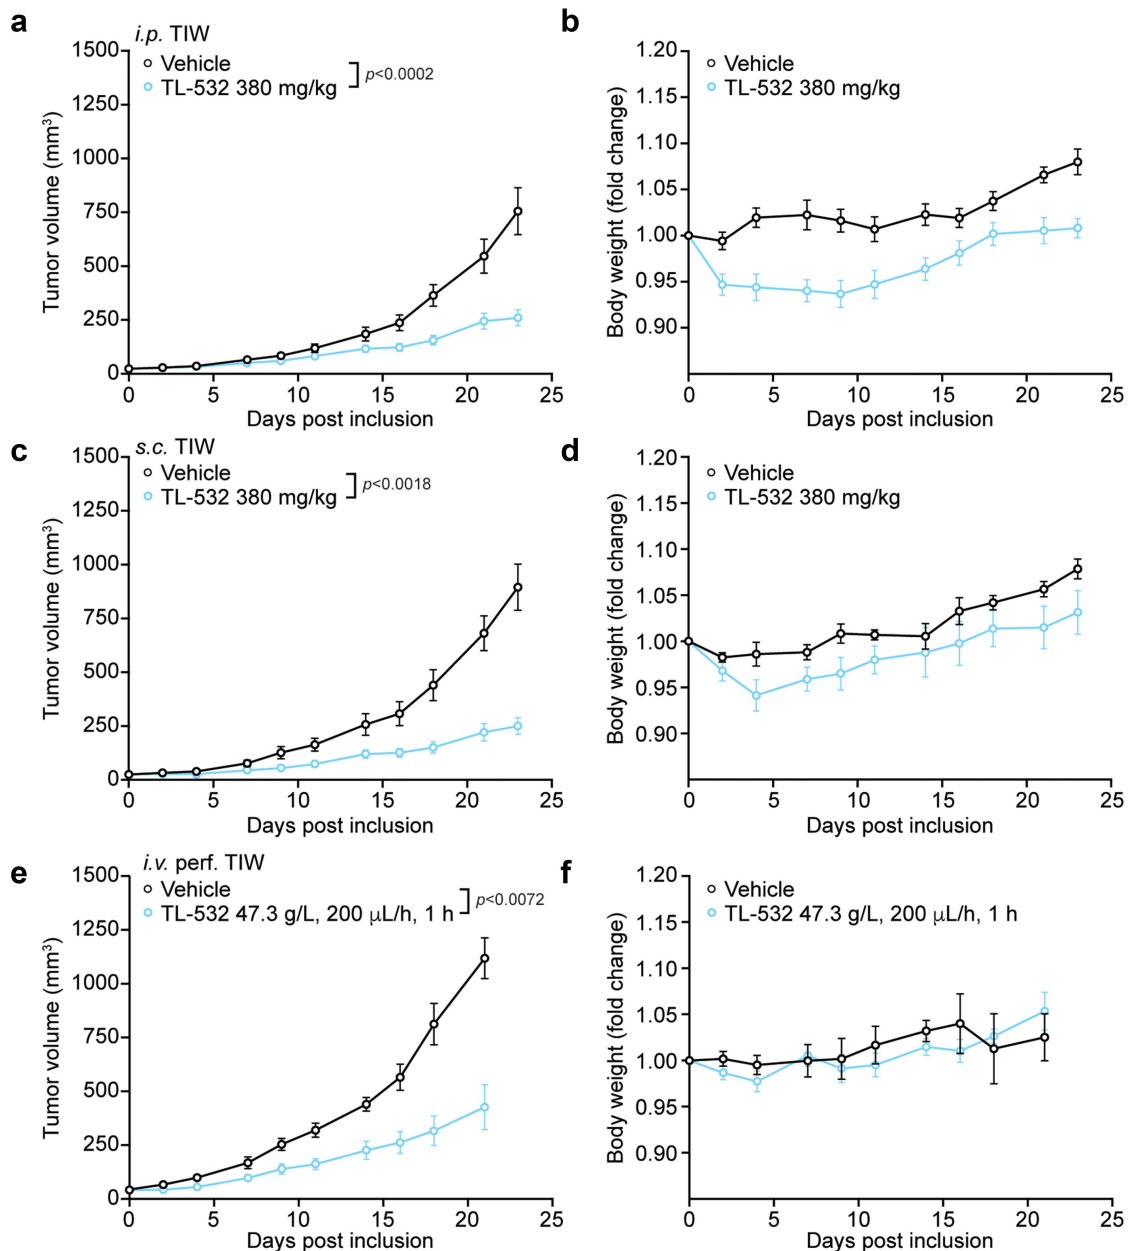 a
i.p. TIW
Vehicle
TL-532 380 mg/kg
p<0.0002
1500
1250
1000
750
500
250
0
Tumor volume (mm³)
0 5 10 15 20 25
Days post inclusion
b
Vehicle
TL-532 380 mg/kg
1.20
1.15
1.10
1.05
1.00
0.95
0.90
Body weight (fold change)
0 5 10 15 20 25
Days post inclusion
c
s.c. TIW
Vehicle
TL-532 380 mg/kg
p<0.0018
1500
1250
1000
750
500
250
0
Tumor volume (mm³)
0 5 10 15 20 25
Days post inclusion
d
Vehicle
TL-532 380 mg/kg
1.20
1.15
1.10
1.05
1.00
0.95
0.90
Body weight (fold change)
0 5 10 15 20 25
Days post inclusion
e
i.v. perf. TIW
Vehicle
TL-532 47.3 g/L, 200 μL/h, 1 h
p<0.0072
1500
1250
1000
750
500
250
0
Tumor volume (mm³)
0 5 10 15 20 25
Days post inclusion
f
Vehicle
TL-532 47.3 g/L, 200 μL/h, 1 h
1.20
1.15
1.10
1.05
1.00
0.95
0.90
Body weight (fold change)
0 5 10 15 20 25
Days post inclusion